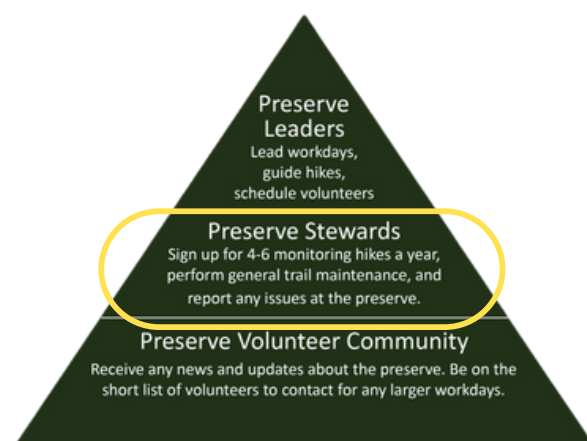 Preserve
Leaders
Lead workdays,
guide hikes,
schedule volunteers
Preserve Stewards
Sign up for 4-6 monitoring hikes a year,
perform general trail maintenance, and
report any issues at the preserve.
Preserve Volunteer Community
Receive any news and updates about the preserve. Be on the
short list of volunteers to contact for any larger workdays.